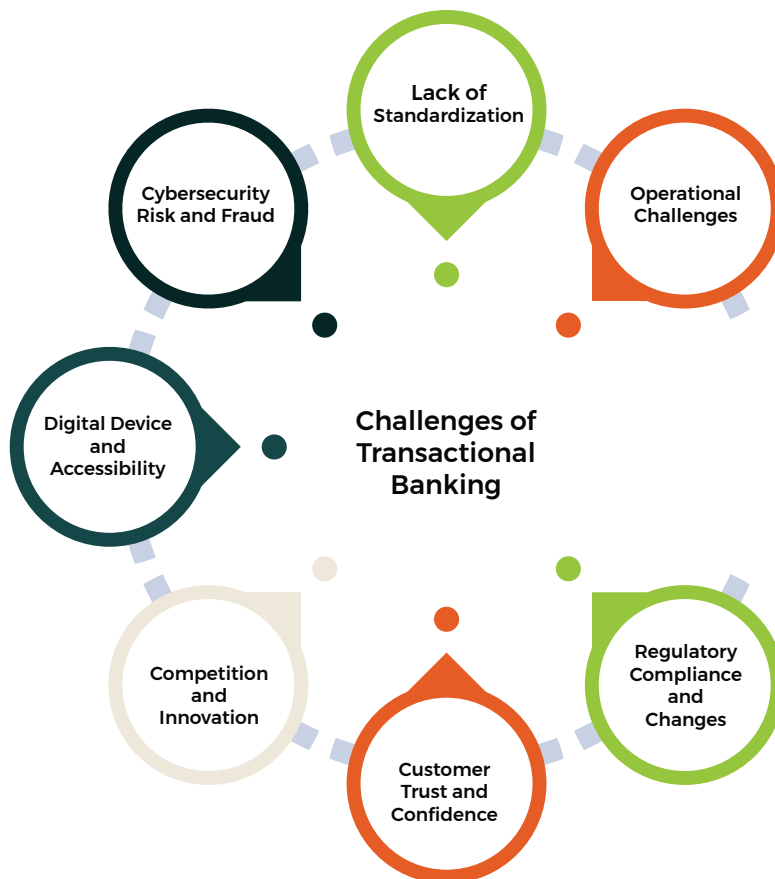 Lack of
Standardization
Cybersecurity
Risk and Fraud
Operational
Challenges
Digital Device
and
Accessibility
Challenges of
Transactional
Banking
Competition
and
Innovation
Regulatory
Compliance
and
Changes
Customer
Trust and
Confidence